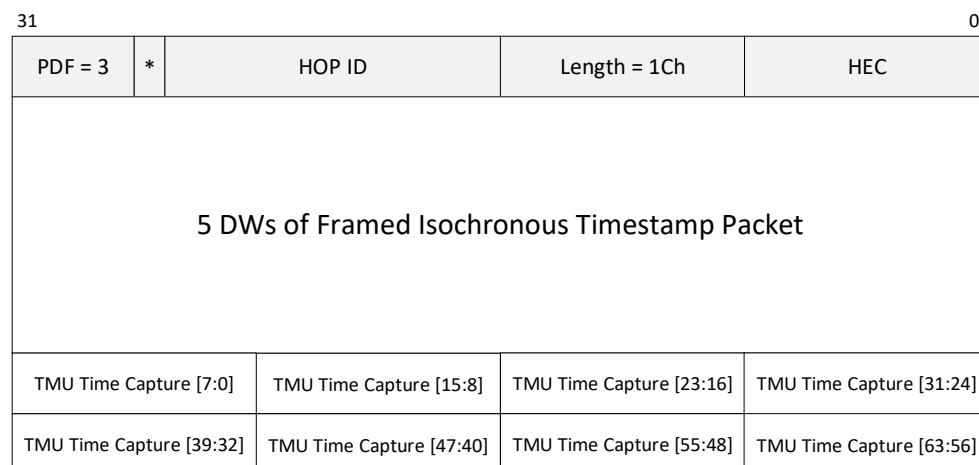 31 0
PDF = 3 * HOP ID Length = 1Ch HEC
5 DWs of Framed Isochronous Timestamp Packet
TMU Time Capture [7:0] TMU Time Capture [15:8] TMU Time Capture [23:16] TMU Time Capture [31:24]
TMU Time Capture [39:32] TMU Time Capture [47:40] TMU Time Capture [55:48] TMU Time Capture [63:56]